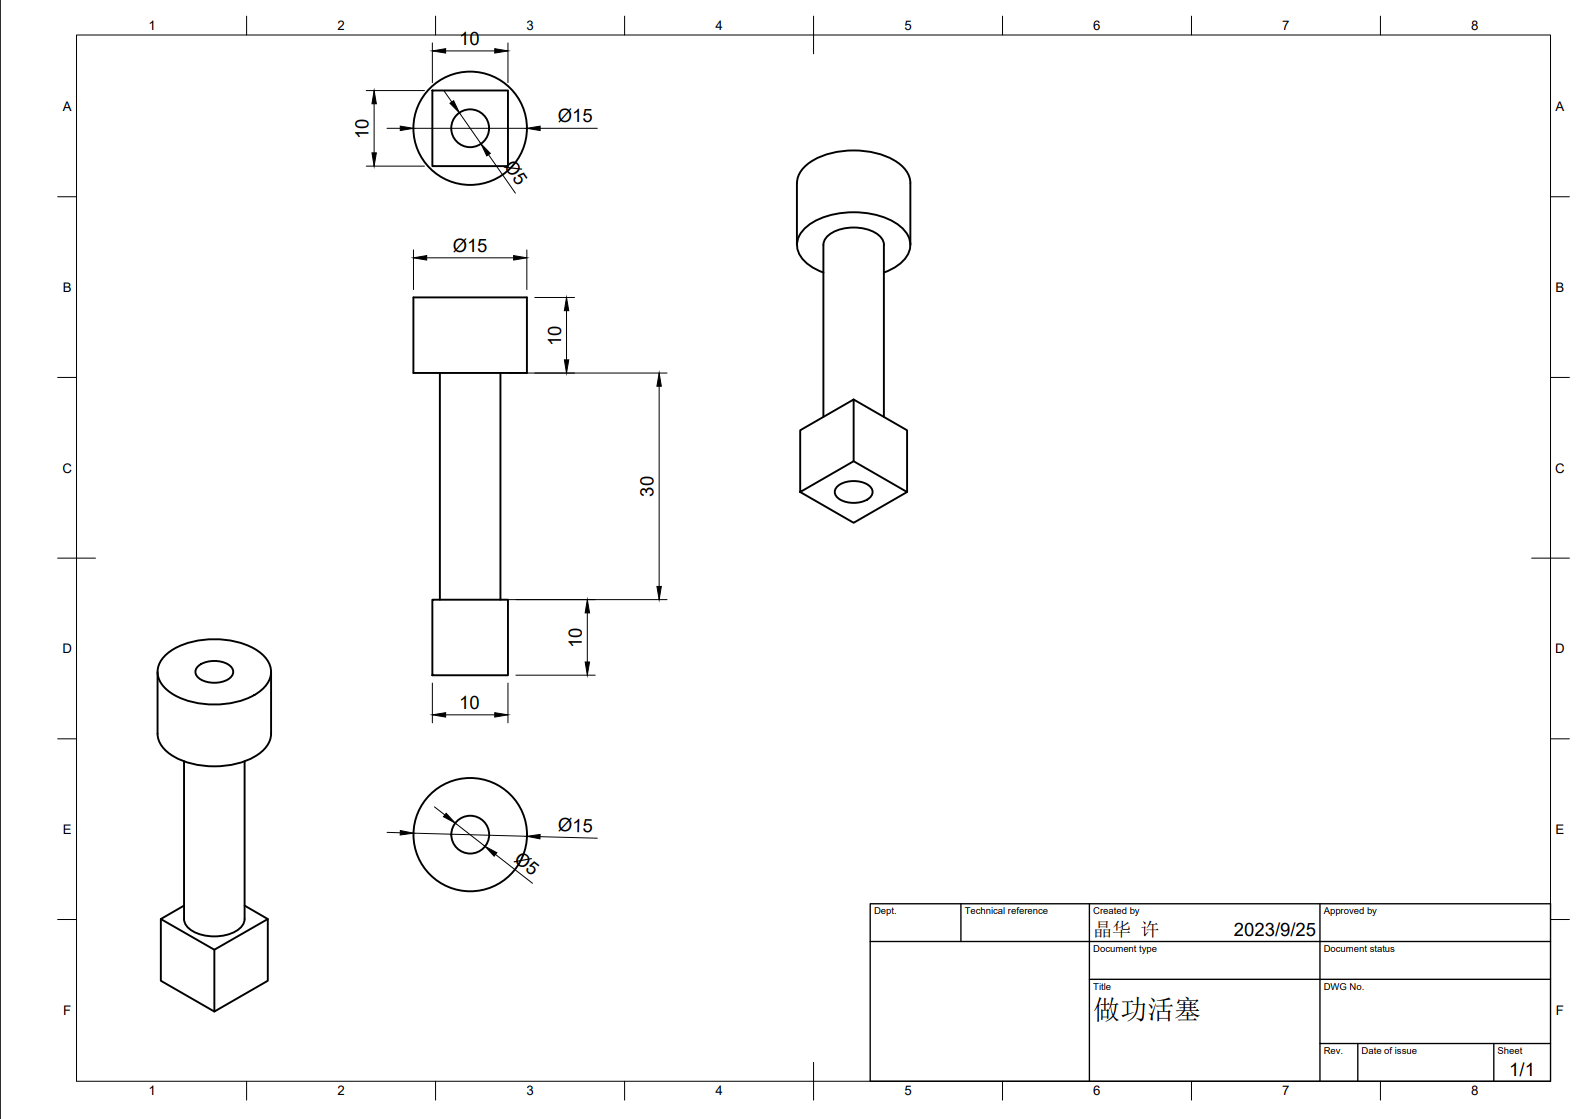 1 2 3 4 5 6 7 8
10
A A
10 Ø15
Ø5
Ø15
B B
10
C C
30
10
D D
10
Ø15
E E
Ø5
Dept. Technical reference Created by Approved by
晶华 许 2023/9/25
Document type Document status
Title DWG No.
做功活塞
F F
Rev. Date of issue Sheet
1/1
1 2 3 4 5 6 7 8